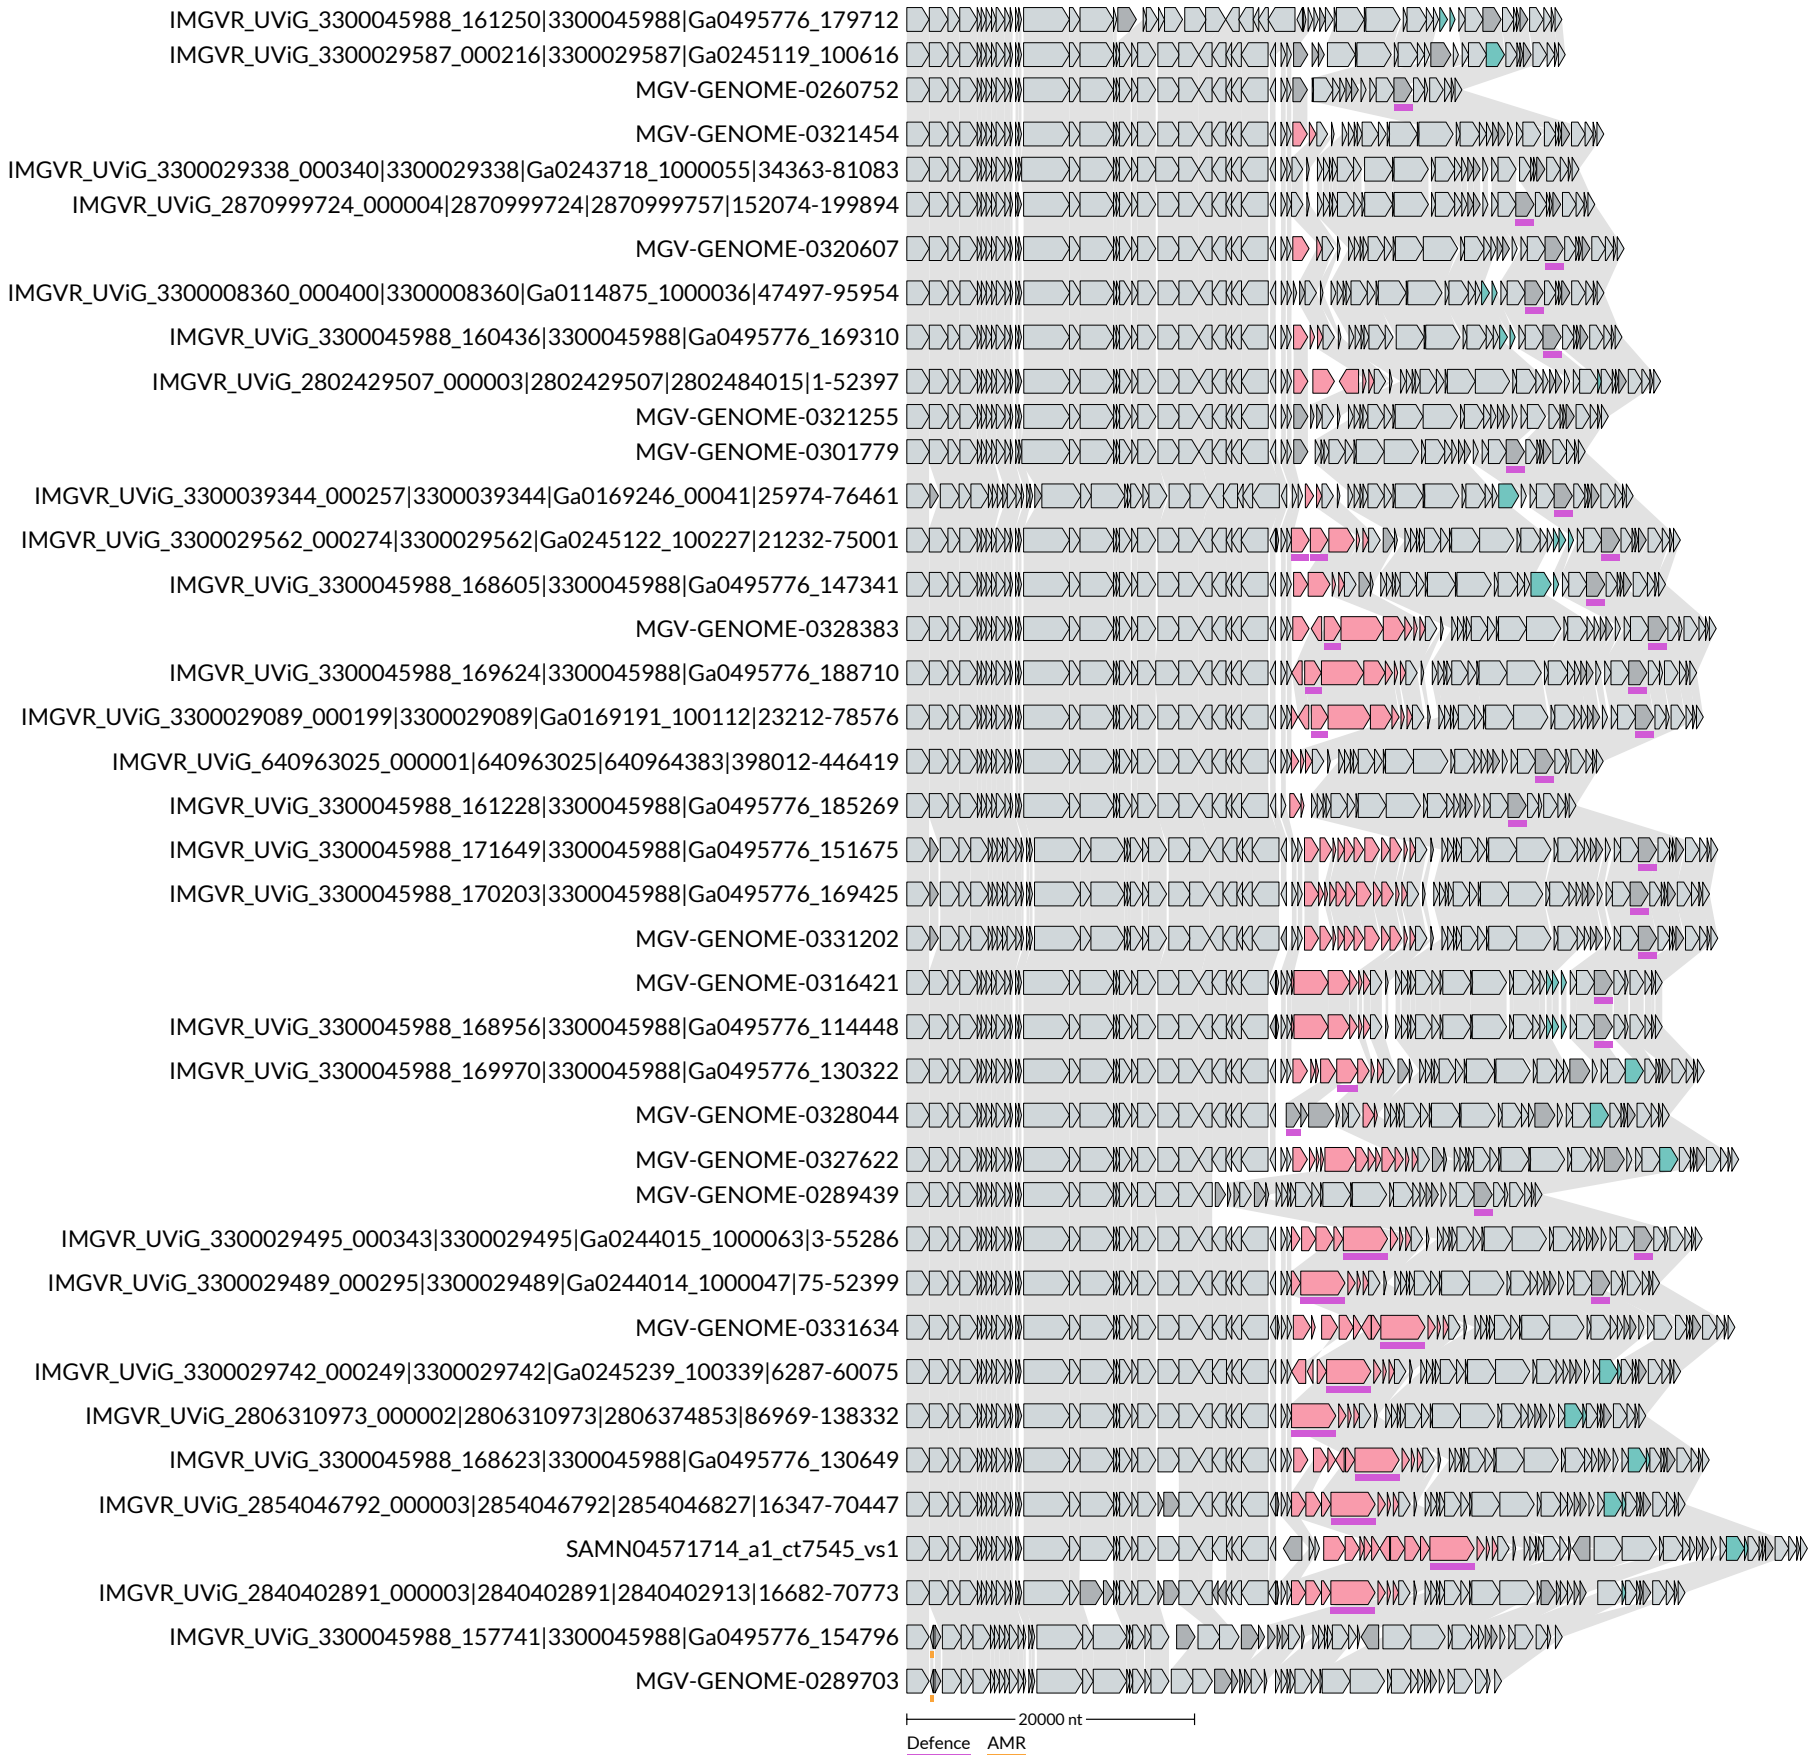 IMGVR_UViG_3300045988_161250|3300045988|Ga0495776_179712
IMGVR_UViG_3300029587_000216|3300029587|Ga0245119_100616
MGV-GENOME-0260752
MGV-GENOME-0321454
IMGVR_UViG_3300029338_000340|3300029338|Ga0243718_1000055|34363-81083
IMGVR_UViG_2870999724_000004|2870999724|2870999757|152074-199894
MGV-GENOME-0320607
IMGVR_UViG_3300008360_000400|3300008360|Ga0114875_1000036|47497-95954
IMGVR_UViG_3300045988_160436|3300045988|Ga0495776_169310
IMGVR_UViG_2802429507_000003|2802429507|2802484015|1-52397
MGV-GENOME-0321255
MGV-GENOME-0301779
IMGVR_UViG_3300039344_000257|3300039344|Ga0169246_00041|25974-76461
IMGVR_UViG_3300029562_000274|3300029562|Ga0245122_100227|21232-75001
IMGVR_UViG_3300045988_168605|3300045988|Ga0495776_147341
MGV-GENOME-0328383
IMGVR_UViG_3300045988_169624|3300045988|Ga0495776_188710
IMGVR_UViG_3300029089_000199|3300029089|Ga0169191_100112|23212-78576
IMGVR_UViG_640963025_000001|640963025|640964383|398012-446419
IMGVR_UViG_3300045988_161228|3300045988|Ga0495776_185269
IMGVR_UViG_3300045988_171649|3300045988|Ga0495776_151675
IMGVR_UViG_3300045988_170203|3300045988|Ga0495776_169425
MGV-GENOME-0331202
MGV-GENOME-0316421
IMGVR_UViG_3300045988_168956|3300045988|Ga0495776_114448
IMGVR_UViG_3300045988_169970|3300045988|Ga0495776_130322
MGV-GENOME-0328044
MGV-GENOME-0327622
MGV-GENOME-0289439
IMGVR_UViG_3300029495_000343|3300029495|Ga0244015_1000063|3-55286
IMGVR_UViG_3300029489_000295|3300029489|Ga0244014_1000047|75-52399
MGV-GENOME-0331634
IMGVR_UViG_3300029742_000249|3300029742|Ga0245239_100339|6287-60075
IMGVR_UViG_2806310973_000002|2806310973|2806374853|86969-138332
IMGVR_UViG_3300045988_168623|3300045988|Ga0495776_130649
IMGVR_UViG_2854046792_000003|2854046792|2854046827|16347-70447
SAMN04571714_a1_ct7545_vs1
IMGVR_UViG_2840402891_000003|2840402891|2840402913|16682-70773
IMGVR_UViG_3300045988_157741|3300045988|Ga0495776_154796
MGV-GENOME-0289703
20000 nt
Defence AMR